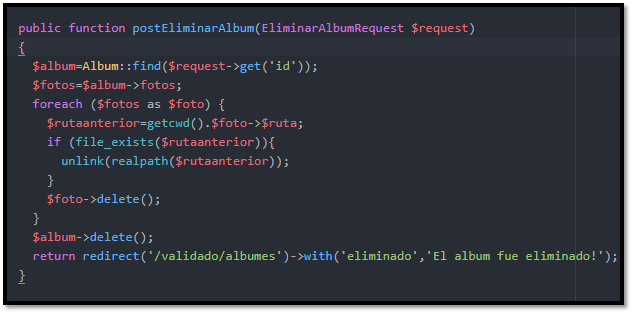 public function postEliminarAlbum(EliminarAlbumRequest $request)
{
$album=Album::find($request->get('id'));
$fotos=$album->fotos;
foreach ($fotos as $foto) {
$rutaanterior=getcwd().$foto->$ruta;
if (file_exists($rutaanterior)){
unlink(realpath($rutaanterior));
}
$foto->delete();
}
$album->delete();
return redirect('/validado/albumes')->with('eliminado','El album fue eliminado!');
}